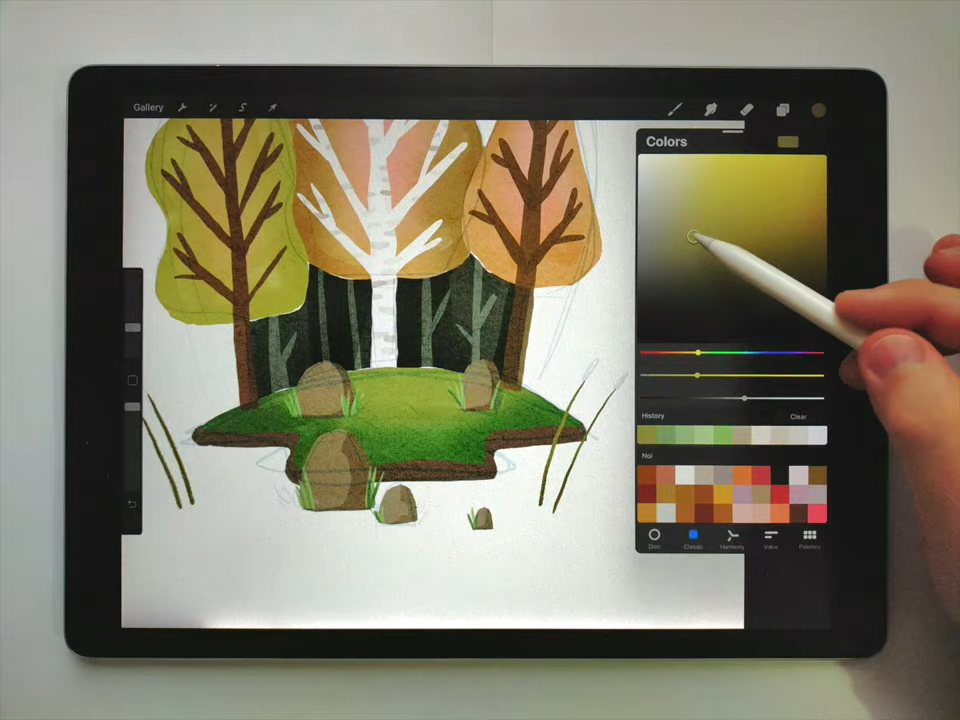 Gallery
Colors
History Clear
Noi
Disc Classic Harmony Value Palettes